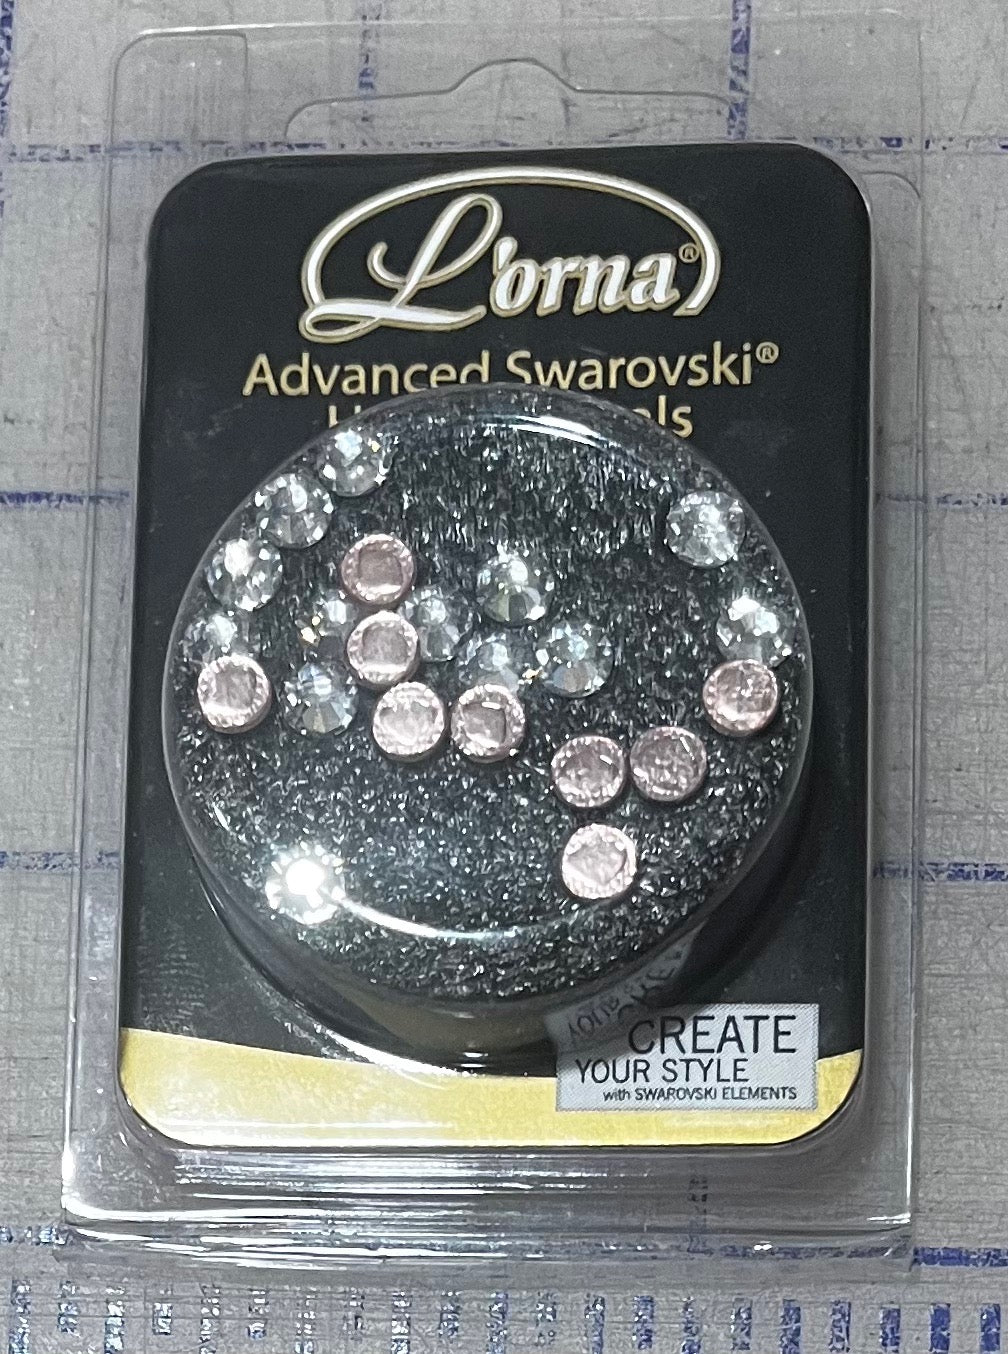 L'orna®
Advanced Swarovski®
CREATE
YOUR STYLE
with SWAROVSKI ELEMENTS